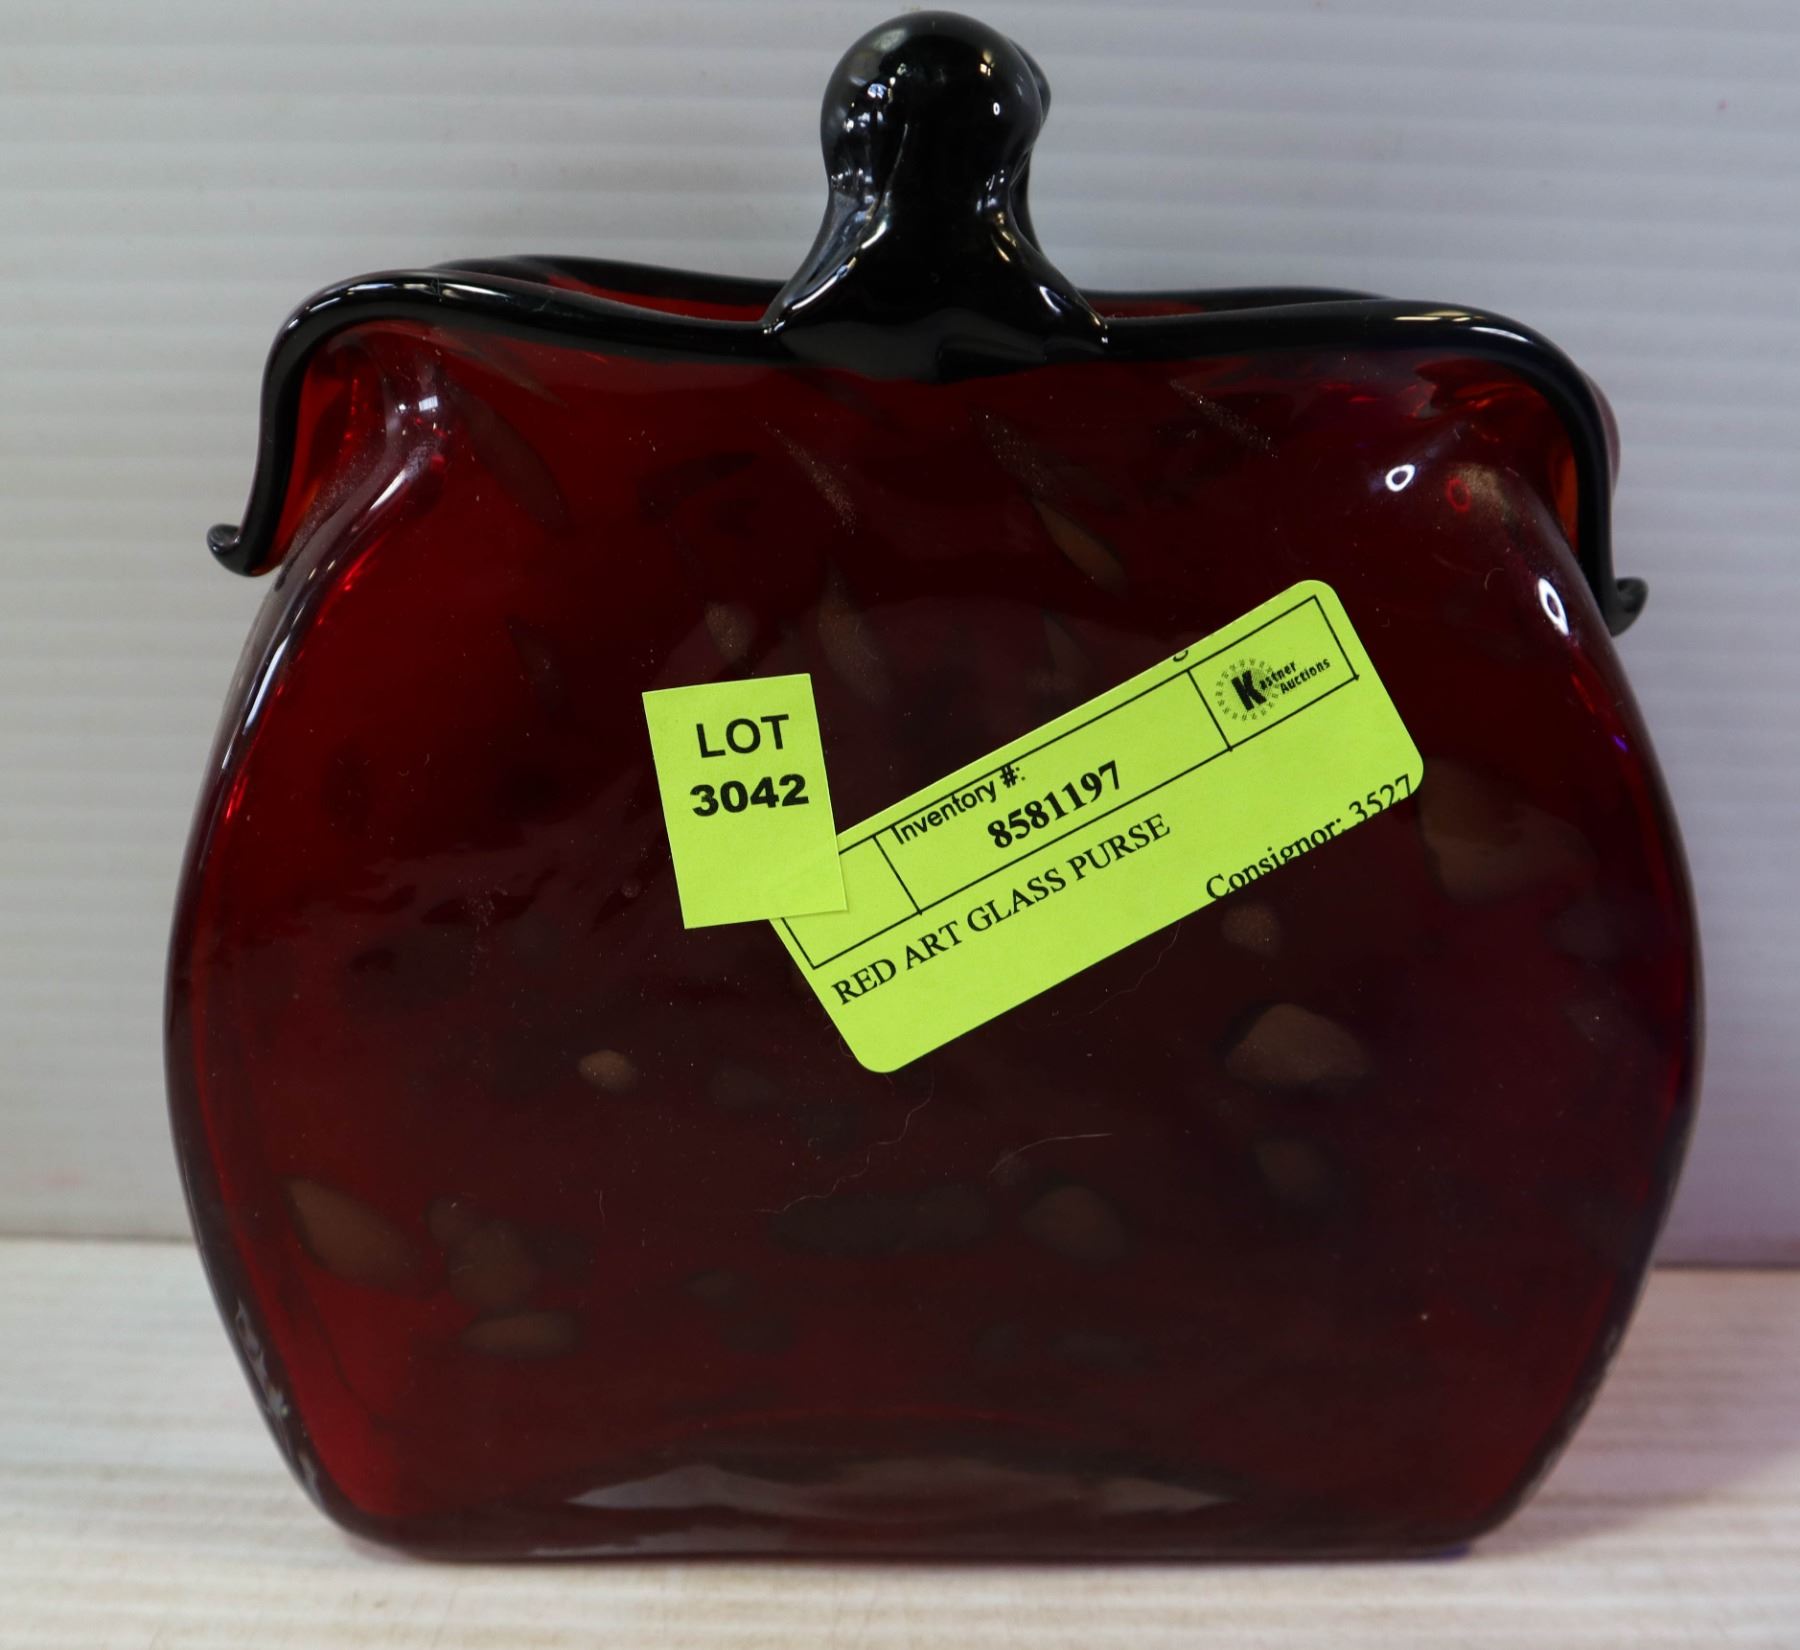 LOT
3042
Inventory #:
8581197
Kastner
Auctions
RED ART GLASS PURSE
Consignor: 3527